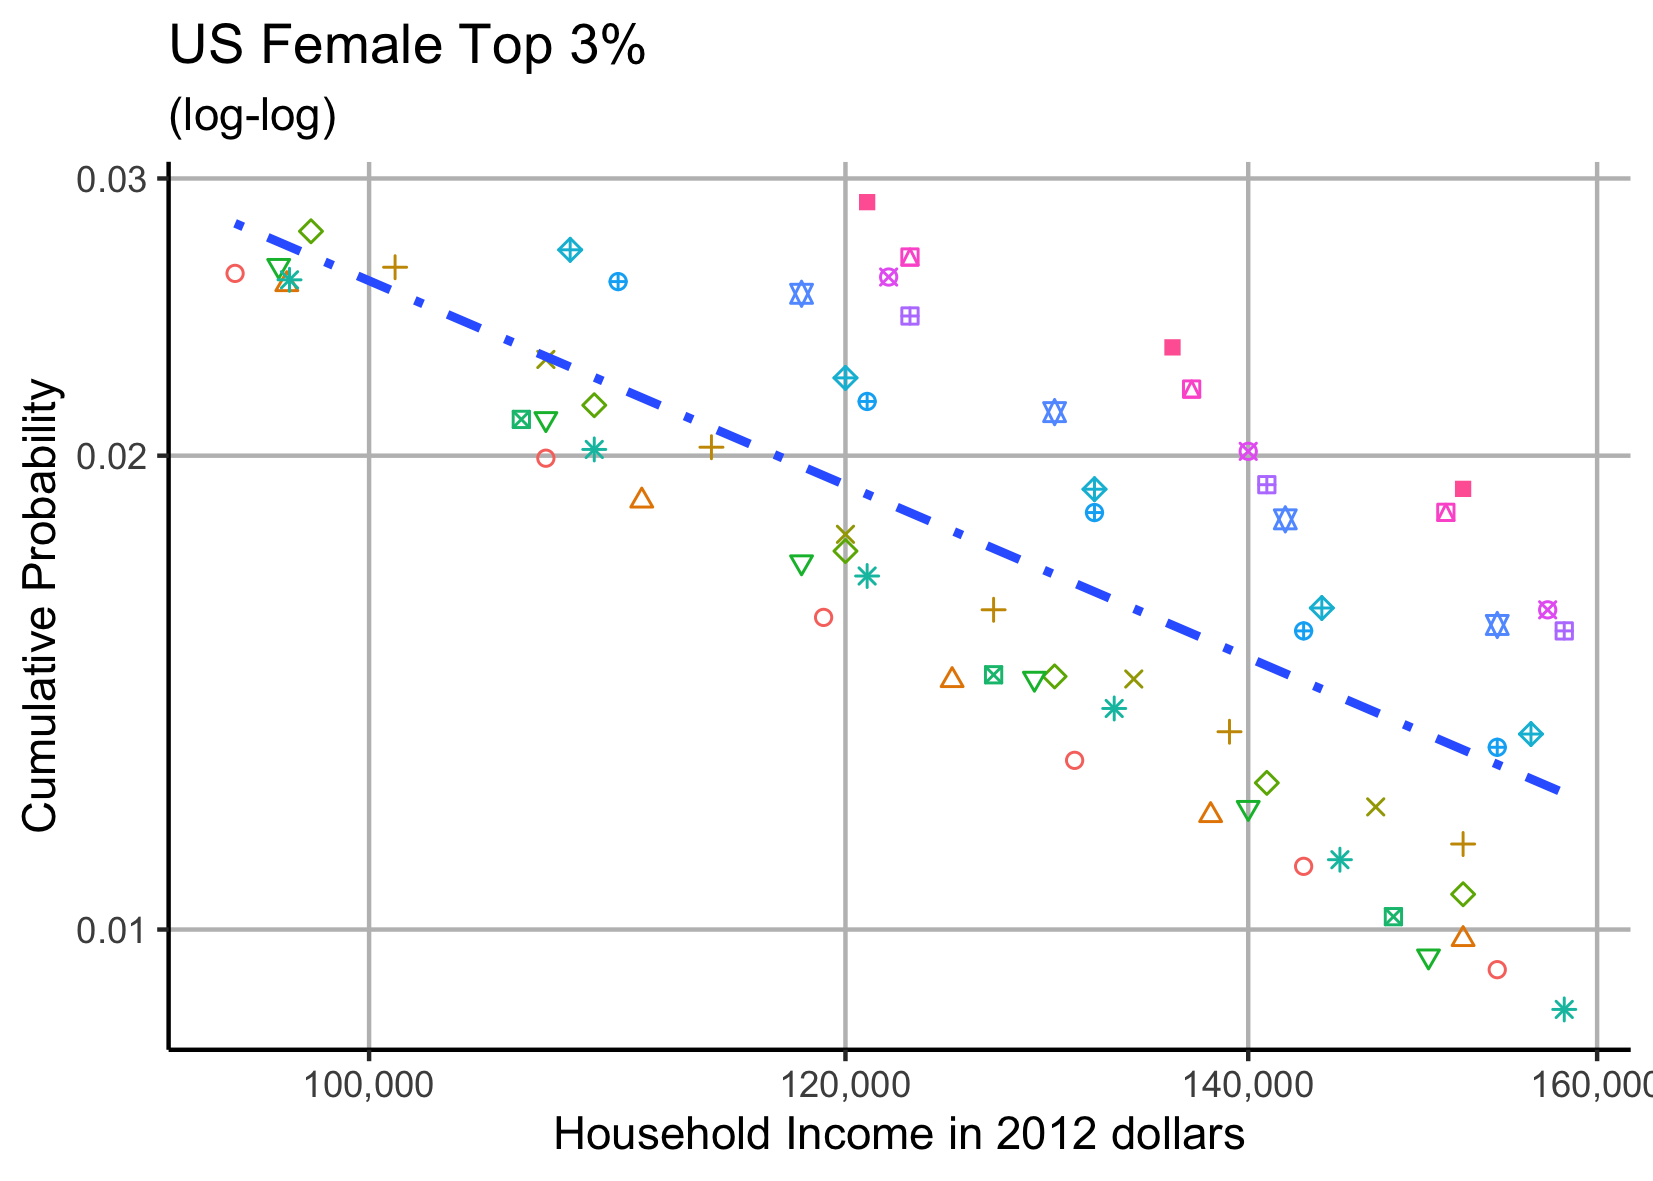 US Female Top 3%
(log-log)
0.03
0.02
0.01
Cumulative Probability
100,000
120,000
140,000
160,000
Household Income in 2012 dollars